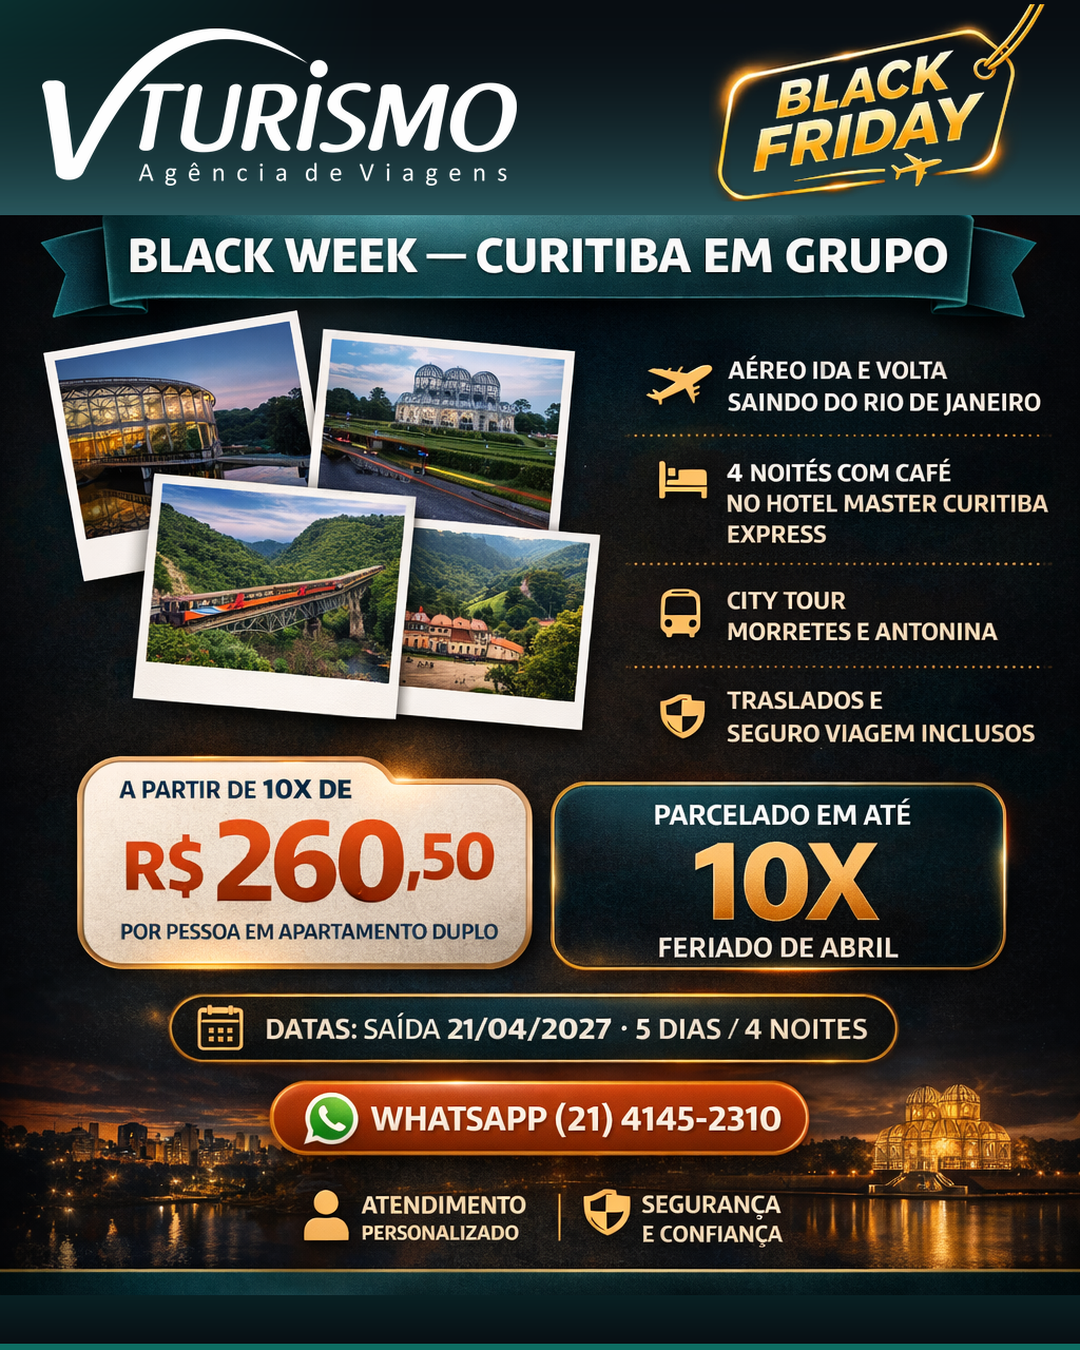 VTURISMO
Agência de Viagens
BLACK
FRIDAY
BLACK WEEK — CURITIBA EM GRUPO
AÉREO IDA E VOLTA
SAINDO DO RIO DE JANEIRO
4 NOITÉS COM CAFÉ
NO HOTEL MASTER CURITIBA
EXPRESS
CITY TOUR
MORRETES E ANTONINA
TRASLADOS E
SEGURO VIAGEM INCLUSOS
A PARTIR DE 10X DE
R$ 260,50
POR PESSOA EM APARTAMENTO DUPLO
PARCELADO EM ATÉ
10X
FERIADO DE ABRIL
DATAS: SAÍDA 21/04/2027 · 5 DIAS / 4 NOITES
WHATSAPP (21) 4145-2310
ATENDIMENTO
PERSONALIZADO
SEGURANÇA
E CONFIANÇA